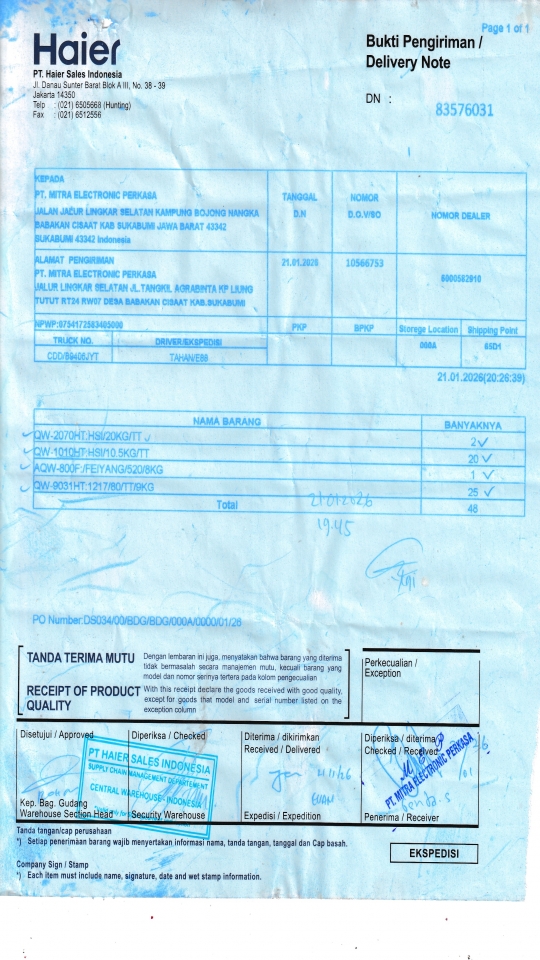 Page 1 of 1
Haier
PT. Haier Sales Indonesia
Jl. Danau Sunter Barat Blok A III, No. 38 - 39
Jakarta 14350
Telp : (021) 6505668 (Hunting)
Fax : (021) 6512556
Bukti Pengiriman /
Delivery Note
DN : 83576031
KEPADA
PT. MITRA ELECTRONIC PERKASA
JALAN JALUR LINGKAR SELATAN KAMPUNG BOJONG NANGKA
BABAKAN CISAAT KAB SUKABUMI JAWA BARAT 43342
SUKABUMI 43342 Indonesia
TANGGAL
D.N
NOMOR
D.O./SO
NOMOR DEALER
ALAMAT PENGIRIMAN
PT. MITRA ELECTRONIC PERKASA
JALUR LINGKAR SELATAN JL.TANGKIL AGRABINTA KP LIUNG
TUTUT RT24 RW07 DESA BABAKAN CISAAT KAB.SUKABUMI
21.01.2026
10566753
NPWP:0754172583405000
PKP
BPKP
Storege Location
Shipping Point
TRUCK NO.
DRIVER/EKSPEDISI
000A
65D1
CDD/B9406JYT
TAHAN/E68
21.01.2026(20:26:39)
NAMA BARANG
BANYAKNYA
QW-2070HT.HSI/20KG/TT
2
QW-1010HT.HSI/10.5KG/TT
20
AQW-800F./FE/YANG/520/8KG
1
QW-9031HT.1217/80/TT/9KG
25
Total
48
21012026
19.45
PO Number:DS034/00/BDG/BDG/000A/0000/01/26
TANDA TERIMA MUTU
Dengan lembaran ini juga, menyatakan bahwa barang yang diterima
tidak bermasalah secara manajemen mutu, kecuali barang yang
model dan nomor serinya tertera pada kolom pengecualian
RECEIPT OF PRODUCT
QUALITY
With this receipt declare the goods received with good quality,
except for goods that model and serial number listed on the
exception column
Perkecualian /
Exception
Disetujui / Approved
Diperiksa / Checked
Diterima / dikirimkan
Received / Delivered
Diperiksa / diterima
Checked / Received
PT HAIER SALES INDONESIA
SUPPLY CHAIN MANAGEMENT DEPARTEMENT
CENTRAL WAREHOUSE - INDONESIA
PT. MITRA ELECTRONIC PERKASA
Kep. Bag. Gudang
Warehouse Section Head
Security Warehouse
Expedisi / Expedition
Penerima / Receiver
Tanda tangan/cap perusahaan
*) Setiap penerimaan barang wajib menyertakan informasi nama, tanda tangan, tanggal dan Cap basah.
EKSPEDISI
Company Sign / Stamp
*) Each item must include name, signature, date and wet stamp information.